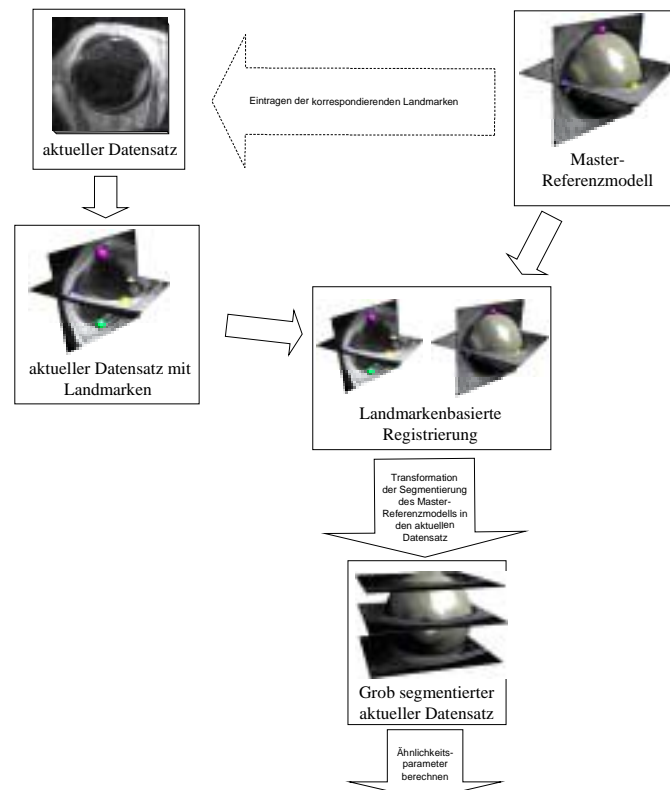 aktueller Datensatz
Eintragen der korrespondierenden Landmarken
Master-
Referenzmodell
aktueller Datensatz mit
Landmarken
Landmarkenbasierte
Registrierung
Transformation
der Segmentierung
des Master-
Referenzmodells in
den aktuellen
Datensatz
Grob segmentierter
aktueller Datensatz
Ähnlichkeits-
parameter
berechnen